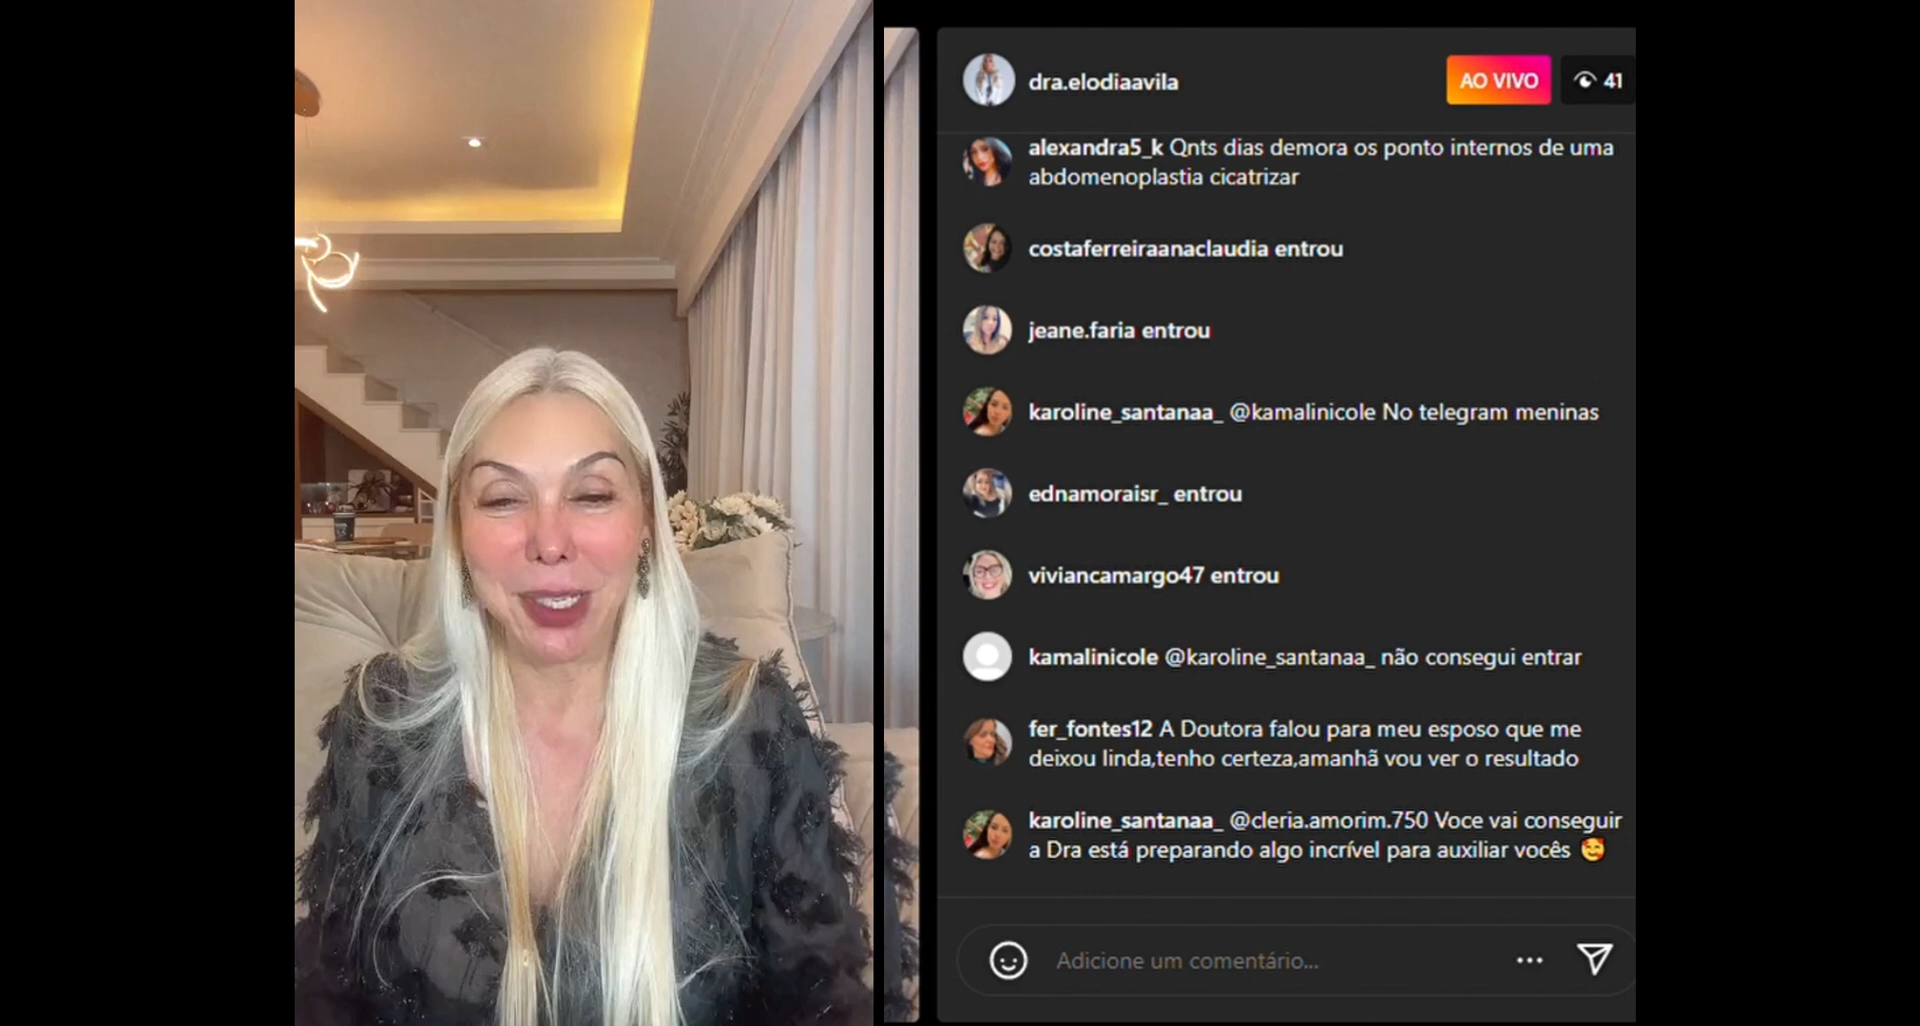 dra.elodiaavila
AO VIVO
41
alexandra5_k Qnts dias demora os ponto internos de uma
abdomenoplastia cicatrizar
costaferreiraanaclaudia entrou
jeane.faria entrou
karoline_santanaa_ @kamalinicole No telegram meninas
ednamoraisr_ entrou
viviancamargo47 entrou
kamalinicole @karoline_santanaa_ não consegui entrar
fer_fontes12 A Doutora falou para meu esposo que me
deixou linda,tenho certeza,amanhã vou ver o resultado
karoline_santanaa_ @cleria.amorim.750 Voce vai conseguir
a Dra está preparando algo incrível para auxiliar vocês 🥰
Adicione um comentário...